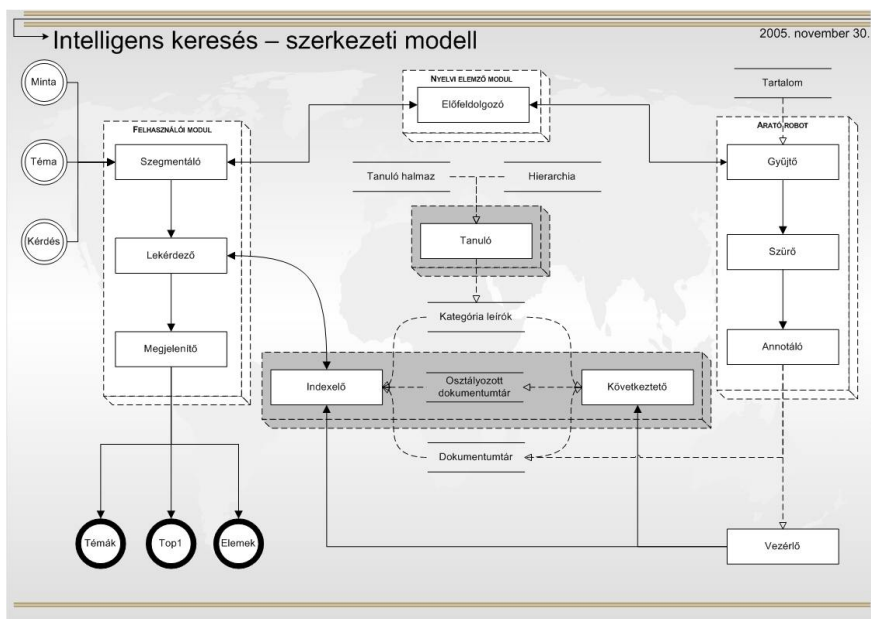 Intelligens keresés – szerkezeti modell
2005. november 30.
Minta
Téma
Kérdés
FELHASZNÁLÓI MODUL
Szegmentáló
Lekérdező
Megjelenítő
Témák
Top1
Elemek
NYELVI ELEMZŐ MODUL
Előfeldolgozó
Tanuló halmaz
Hierarchia
Tanuló
Kategória leírók
Indexelő
Osztályozott
dokumentumtár
Következtető
Dokumentumtár
Tartalom
ARATÓ ROBOT
Gyűjtő
Szűrő
Annotáló
Vezérlő